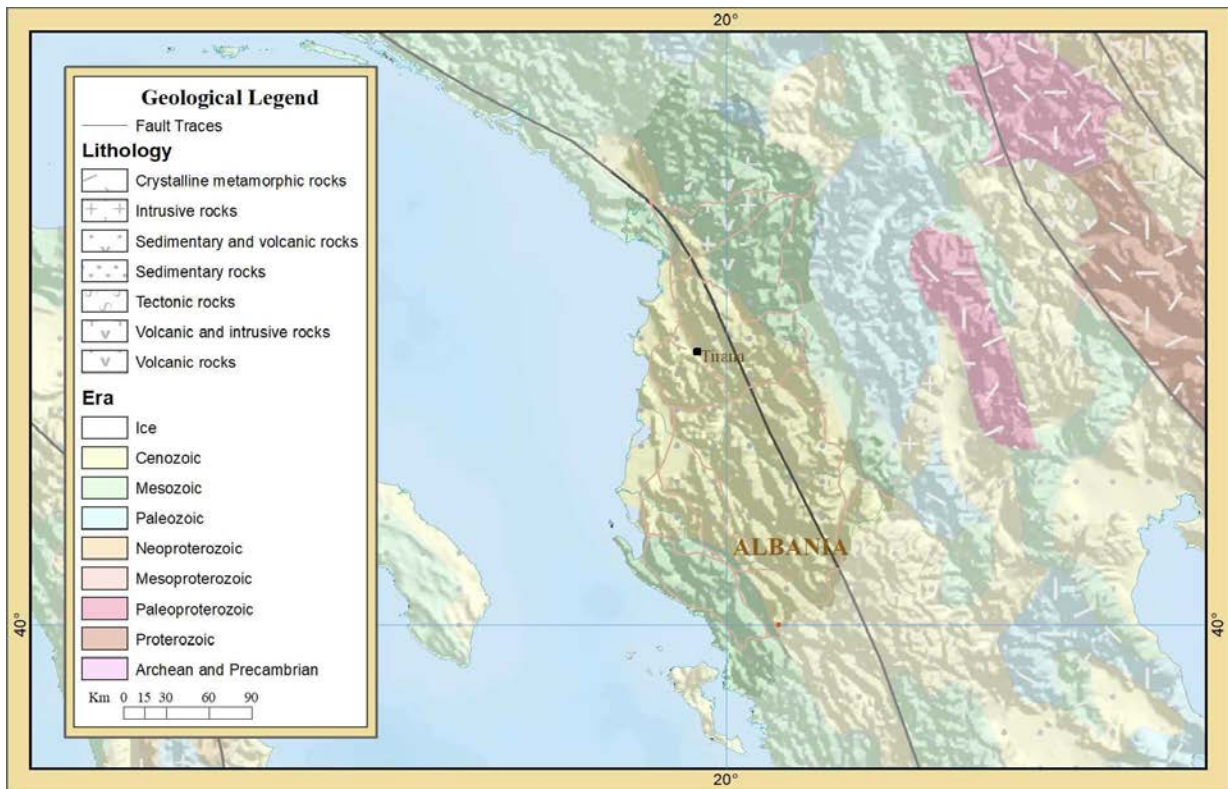 20°
Geological Legend
Fault Traces
Lithology
Crystalline metamorphic rocks
Intrusive rocks
Sedimentary and volcanic rocks
Sedimentary rocks
Tectonic rocks
Volcanic and intrusive rocks
Volcanic rocks
Era
Ice
Cenozoic
Mesozoic
Paleozoic
Neoproterozoic
Mesoproterozoic
Paleoproterozoic
Proterozoic
Archean and Precambrian
Km 0 15 30 60 90
Tirana
ALBANIA
40°
40°
20°